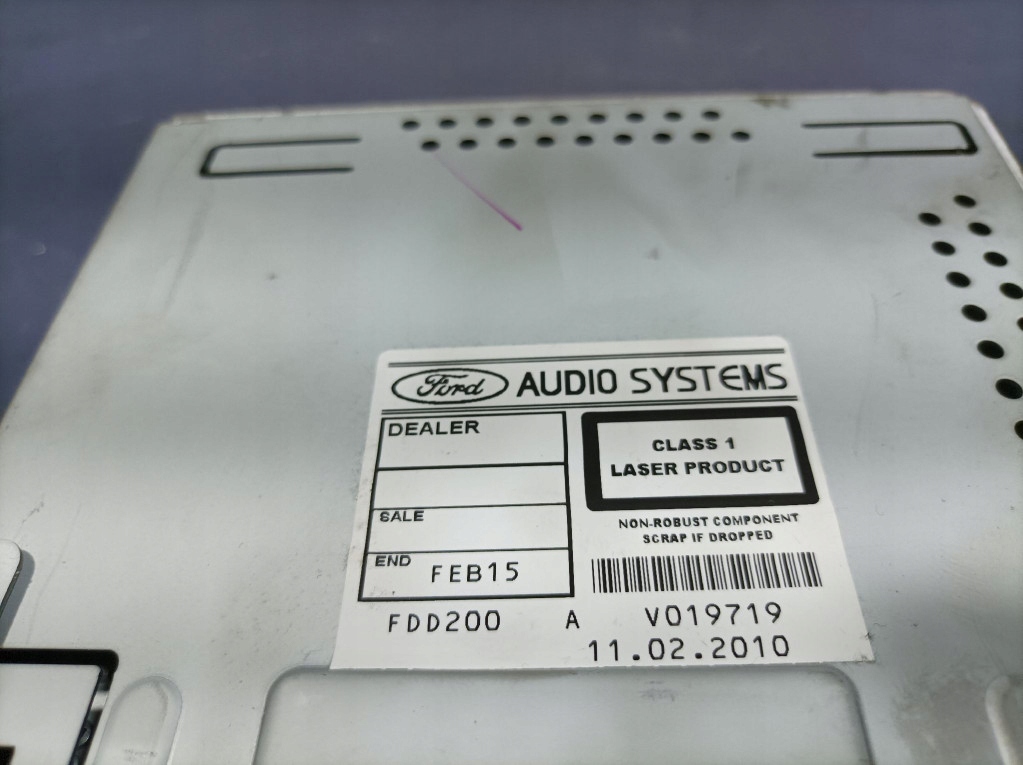 Ford AUDIO SYSTEMS
DEALER
SALE
END FEB15
CLASS 1
LASER PRODUCT
NON-ROBUST COMPONENT
SCRAP IF DROPPED
FDD200 A V019719
11.02.2010